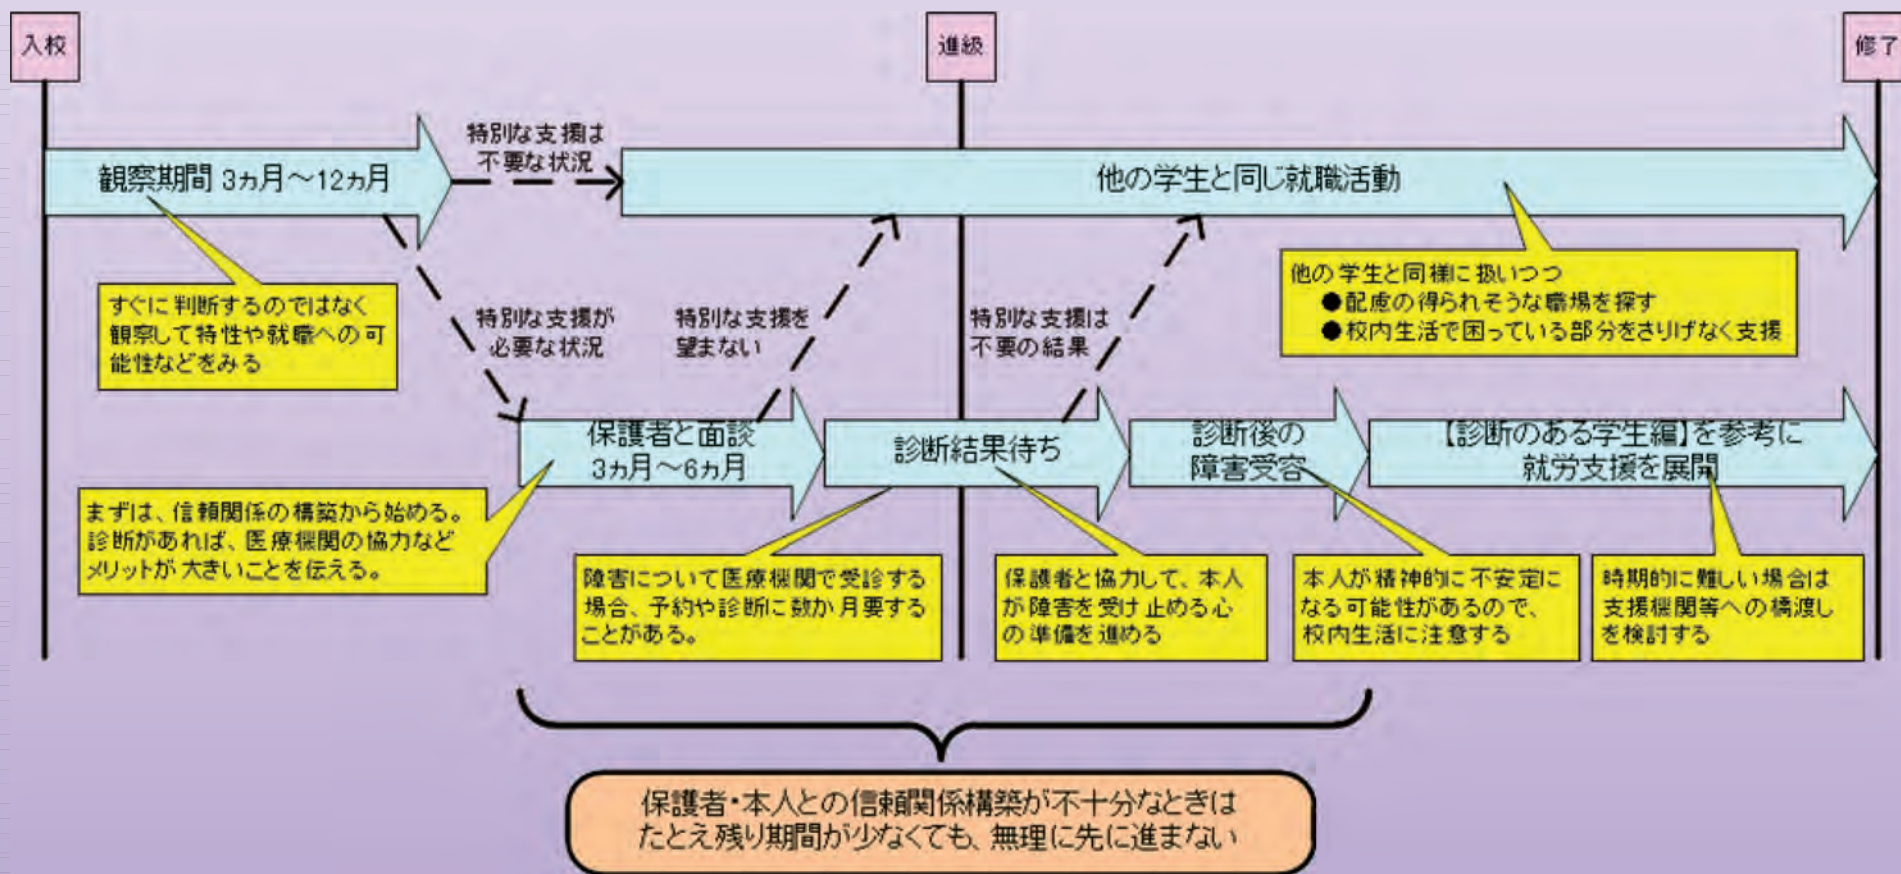 入校
進級
修了
特別な支援は
不要な状況
観察期間 3ヵ月～12ヵ月
他の学生と同じ就職活動
すぐに判断するのではなく
観察して特性や就職への可
能性などをみる
特別な支援が
必要な状況
特別な支援を
望まない
特別な支援は
不要の結果
他の学生と同様に扱いつつ
●配慮の得られそうな職場を探す
●校内生活で困っている部分をさりげなく支援
保護者と面談
3ヵ月～6ヵ月
診断結果待ち
診断後の
障害受容
【診断のある学生編】を参考に
就労支援を展開
まずは、信頼関係の構築から始める。
診断があれば、医療機関の協力など
メリットが大きいことを伝える。
障害について医療機関で受診する
場合、予約や診断に数か月要する
ことがある。
保護者と協力して、本人
が障害を受け止める心
の準備を進める
本人が精神的に不安定に
なる可能性があるので、
校内生活に注意する
時期的に難しい場合は
支援機関等への橋渡し
を検討する
保護者・本人との信頼関係構築が不十分なときは
たとえ残り期間が少なくても、無理に先に進まない